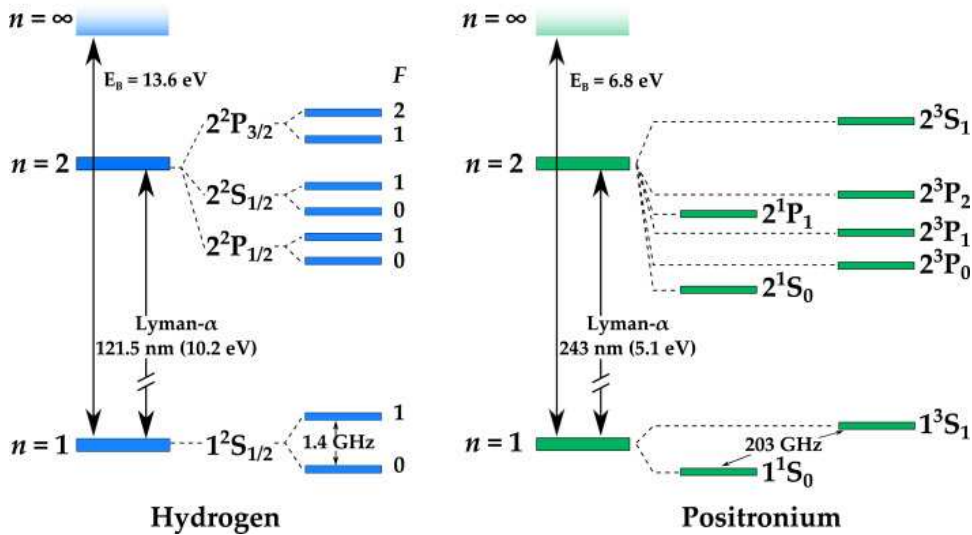 n = ∞
E_B = 13.6 eV
F
2²P₃/₂
2
1
n = 2
2²S₁/₂
1
0
2²P₁/₂
1
0
Lyman-α
121.5 nm (10.2 eV)
n = 1
1²S₁/₂
1
1.4 GHz
0
Hydrogen
n = ∞
E_B = 6.8 eV
2³S₁
n = 2
2³P₂
2¹P₁
2³P₁
2³P₀
2¹S₀
Lyman-α
243 nm (5.1 eV)
n = 1
1³S₁
203 GHz
1¹S₀
Positronium